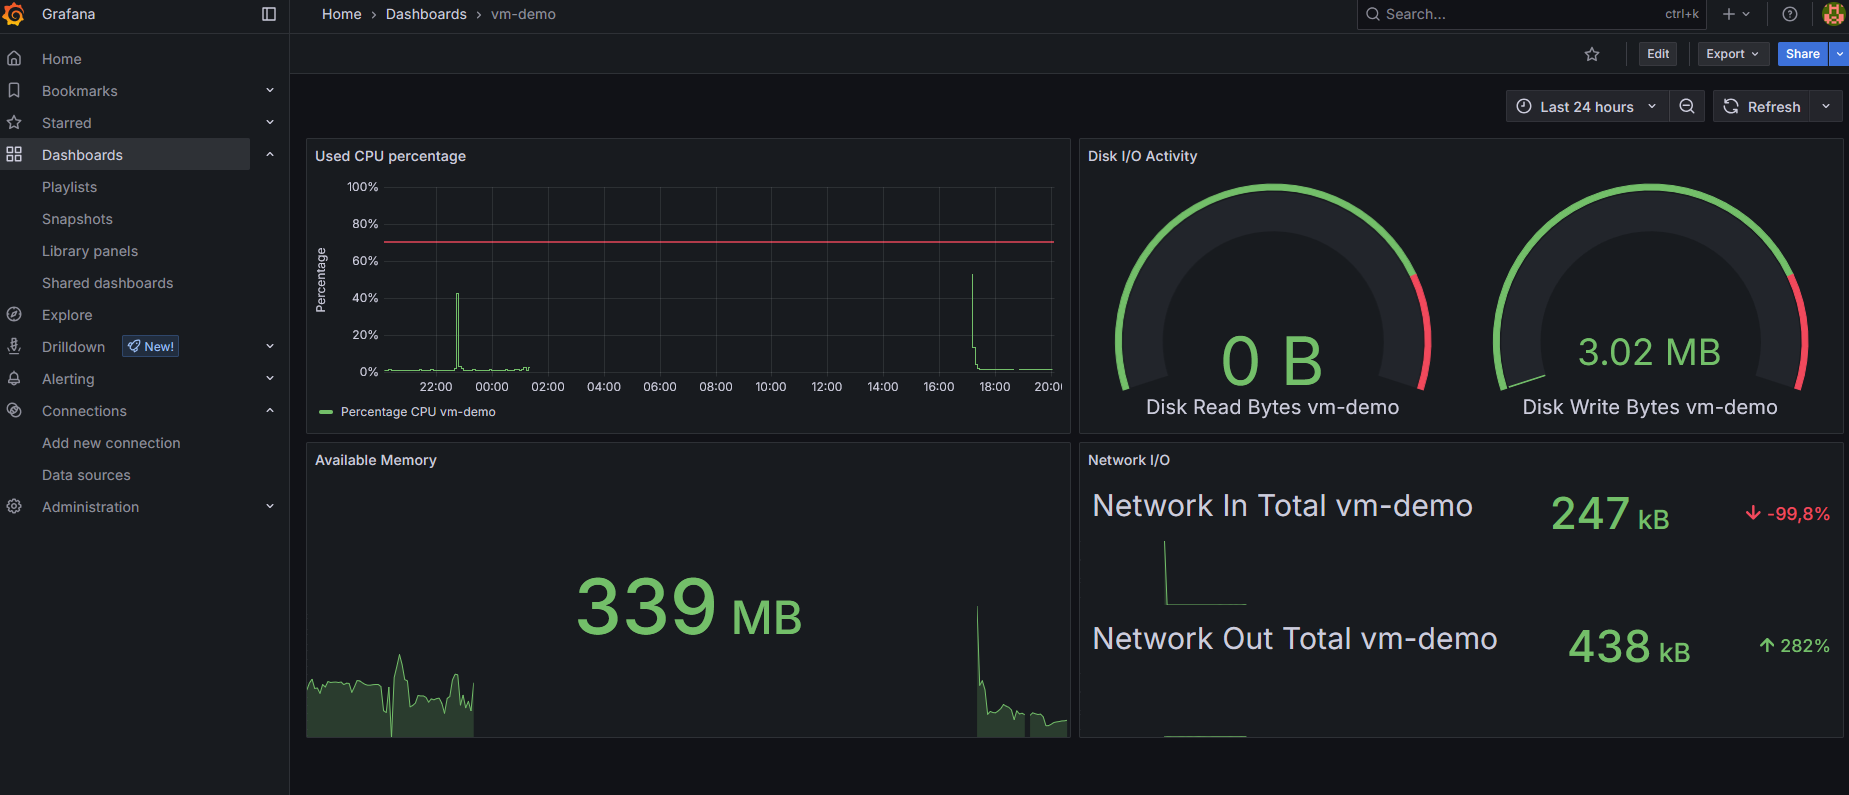 Grafana
Home › Dashboards › vm-demo
Search...
ctrl+k
Home
Bookmarks
Starred
Dashboards
Playlists
Snapshots
Library panels
Shared dashboards
Explore
Drilldown
New!
Alerting
Connections
Add new connection
Data sources
Administration
Edit
Export
Share
Last 24 hours
Refresh
Used CPU percentage
Percentage
100%
80%
60%
40%
20%
0%
22:00 00:00 02:00 04:00 06:00 08:00 10:00 12:00 14:00 16:00 18:00 20:00
Percentage CPU vm-demo
Disk I/O Activity
0 B
Disk Read Bytes vm-demo
3.02 MB
Disk Write Bytes vm-demo
Available Memory
339 MB
Network I/O
Network In Total vm-demo
247 kB
-99,8%
Network Out Total vm-demo
438 kB
282%